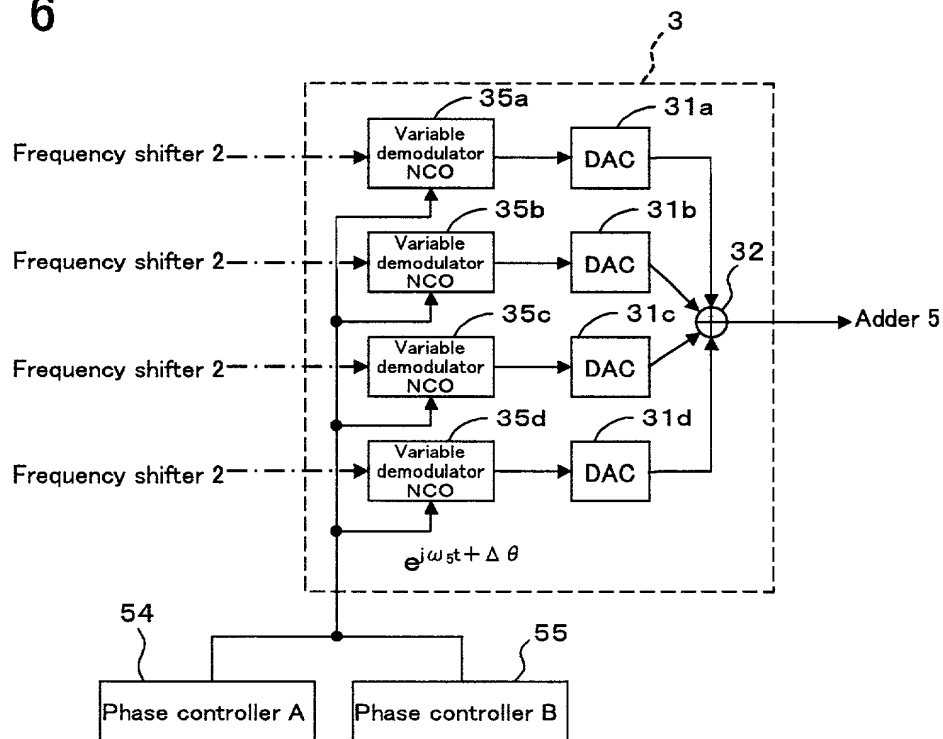 6
3
35a
31a
Frequency shifter 2
Variable
demodulator
NCO
DAC
35b
31b
32
Frequency shifter 2
Variable
demodulator
NCO
DAC
Adder 5
35c
31c
Frequency shifter 2
Variable
demodulator
NCO
DAC
35d
31d
Frequency shifter 2
Variable
demodulator
NCO
DAC
e^{jω₅t+Δθ}
54
55
Phase controller A
Phase controller B